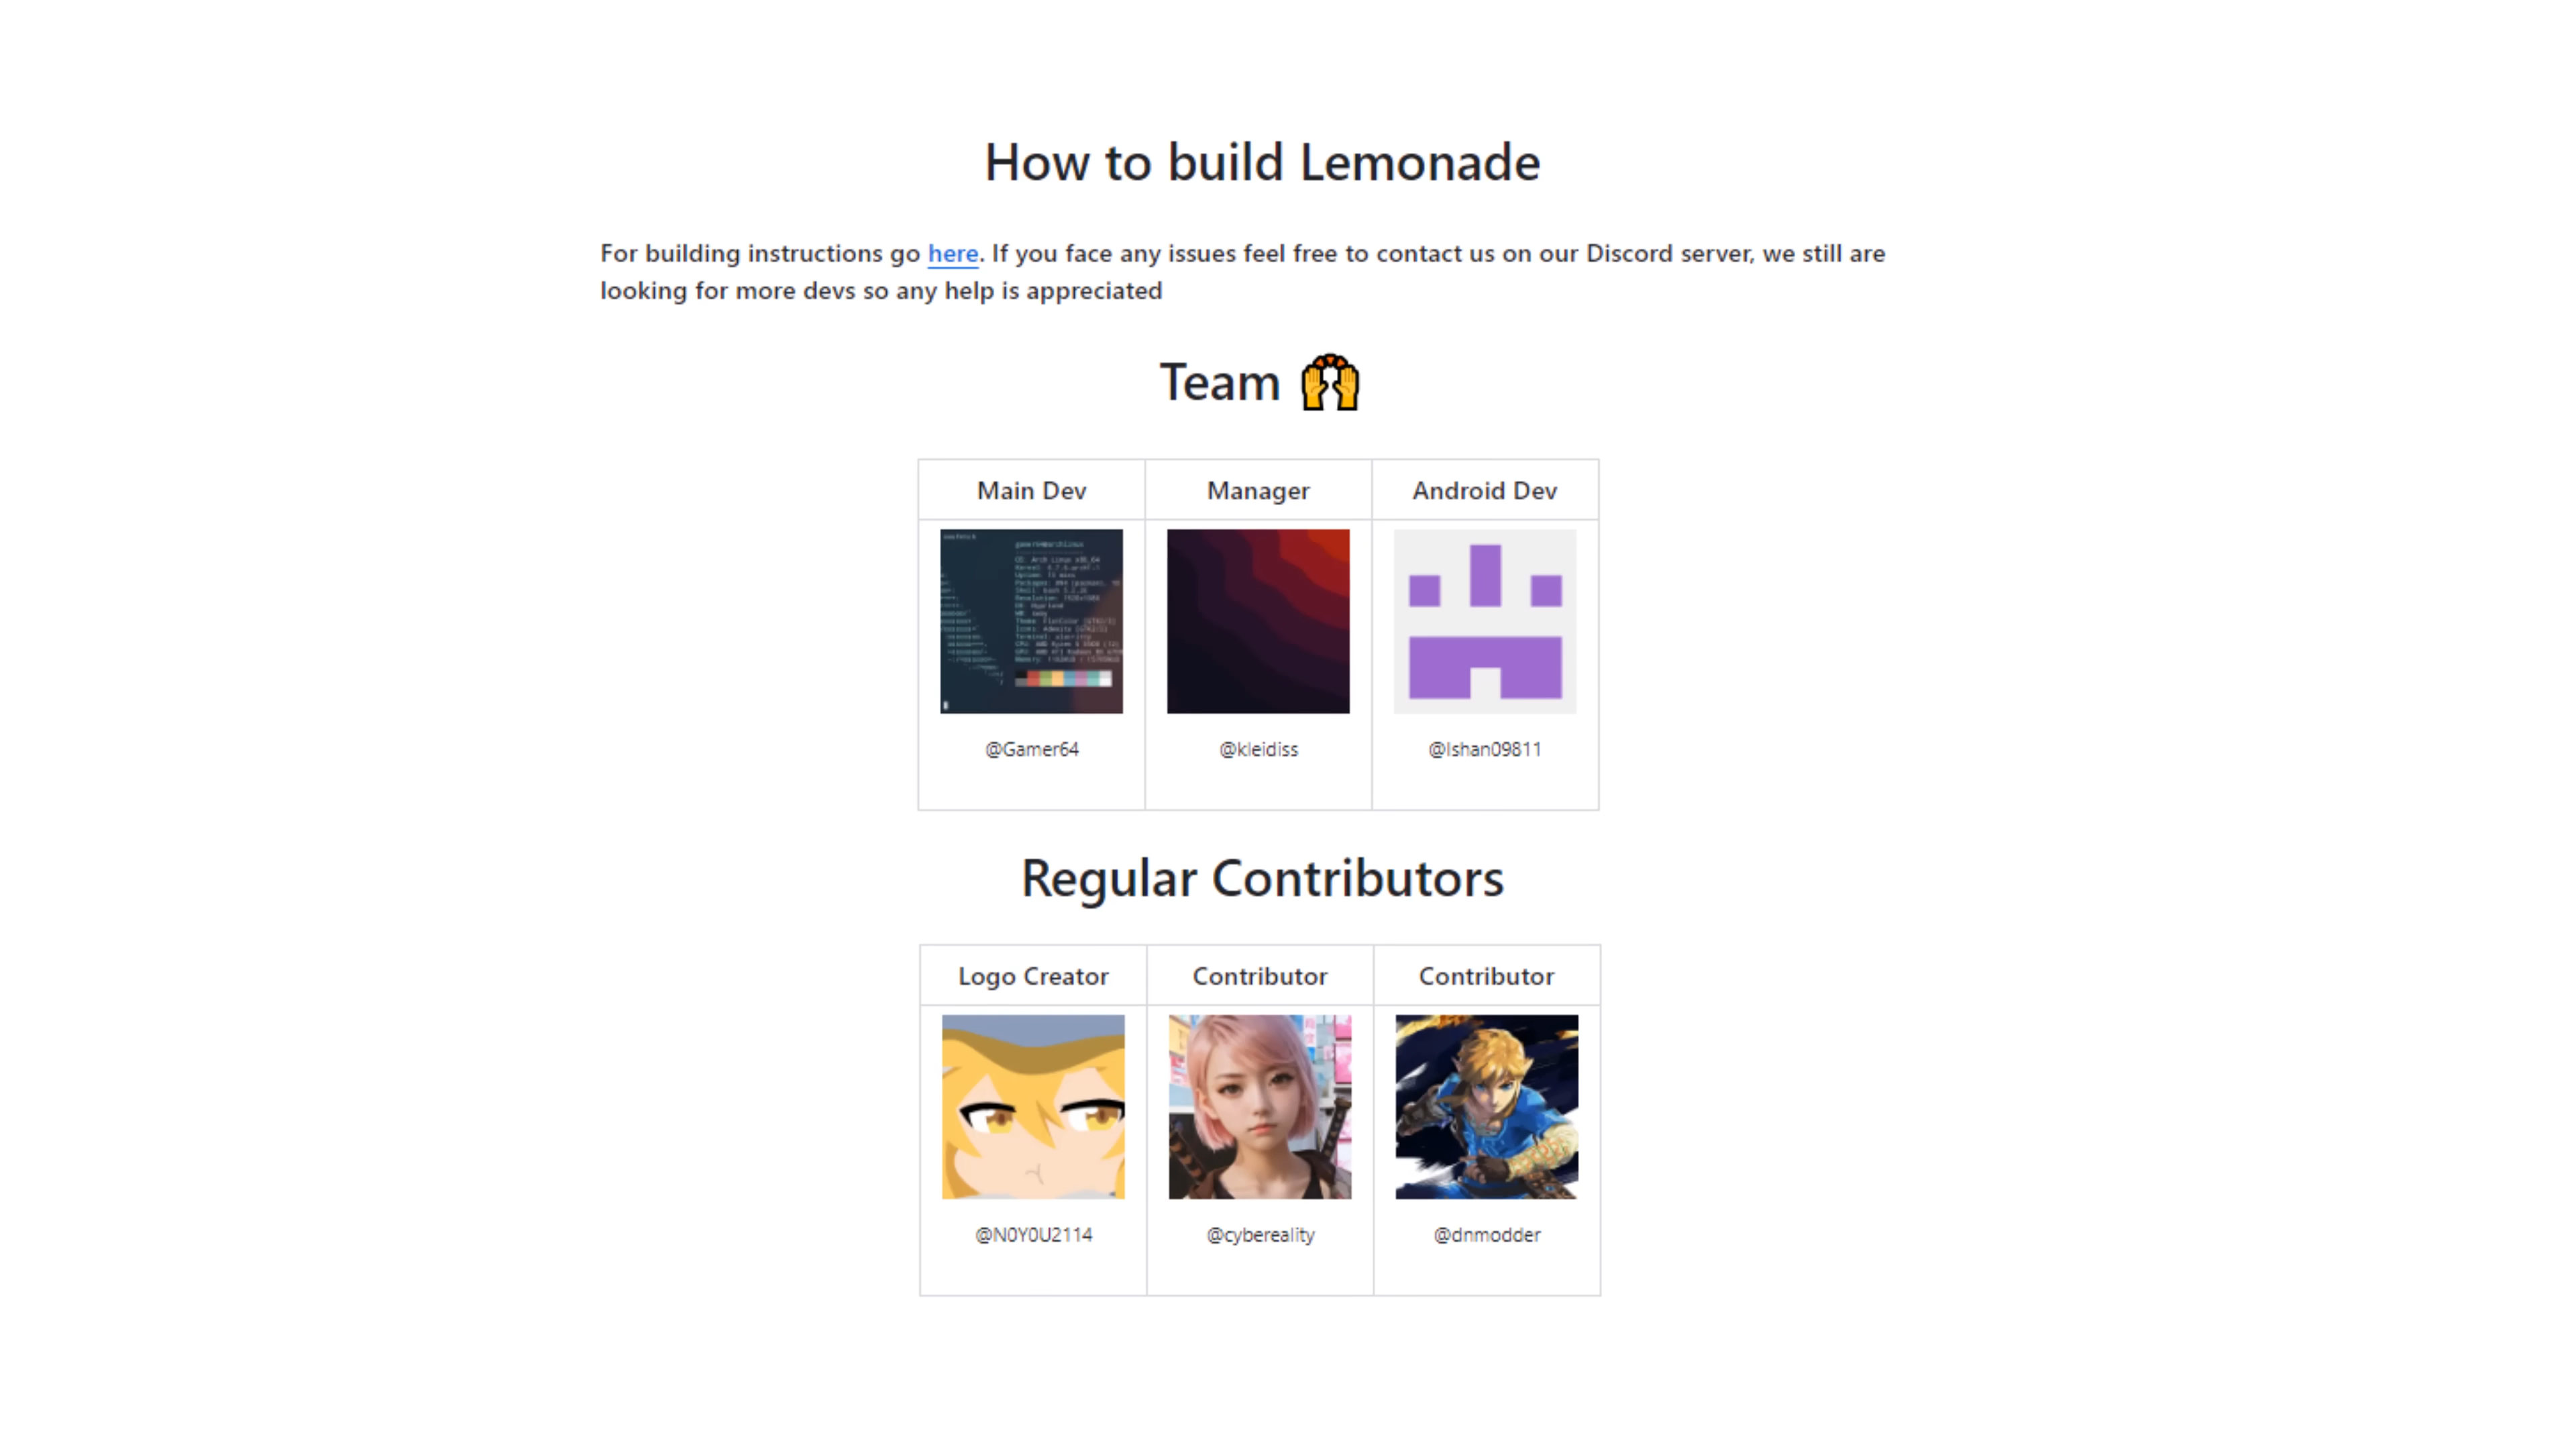 How to build Lemonade
For building instructions go here. If you face any issues feel free to contact us on our Discord server, we still are
looking for more devs so any help is appreciated
Team 🙌
Main Dev Manager Android Dev
@Gamer64 @kleidiss @Ishan09811
Regular Contributors
Logo Creator Contributor Contributor
@N0Y0U2114 @cybereality @dnmodder